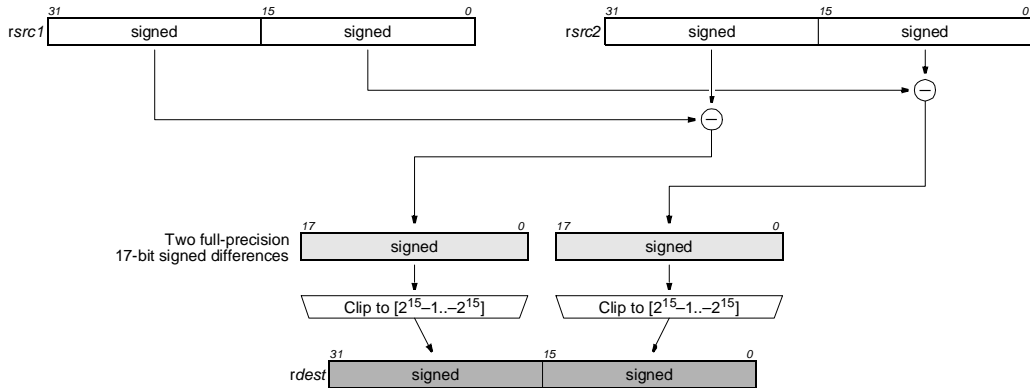 31 15 0 31 15 0
rsrc1 signed signed rsrc2 signed signed
–
–
17 0 17 0
Two full-precision
17-bit signed differences
signed signed
Clip to [2¹⁵–1..–2¹⁵] Clip to [2¹⁵–1..–2¹⁵]
31 15 0
rdest signed signed